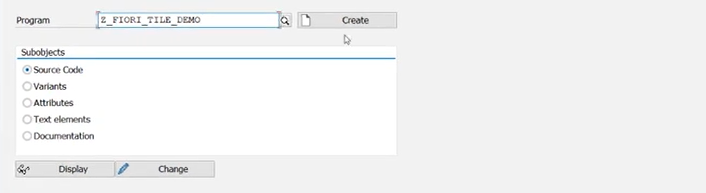 Program Z_FIORI_TILE_DEMO Create
Subobjects
Source Code
Variants
Attributes
Text elements
Documentation
Display Change